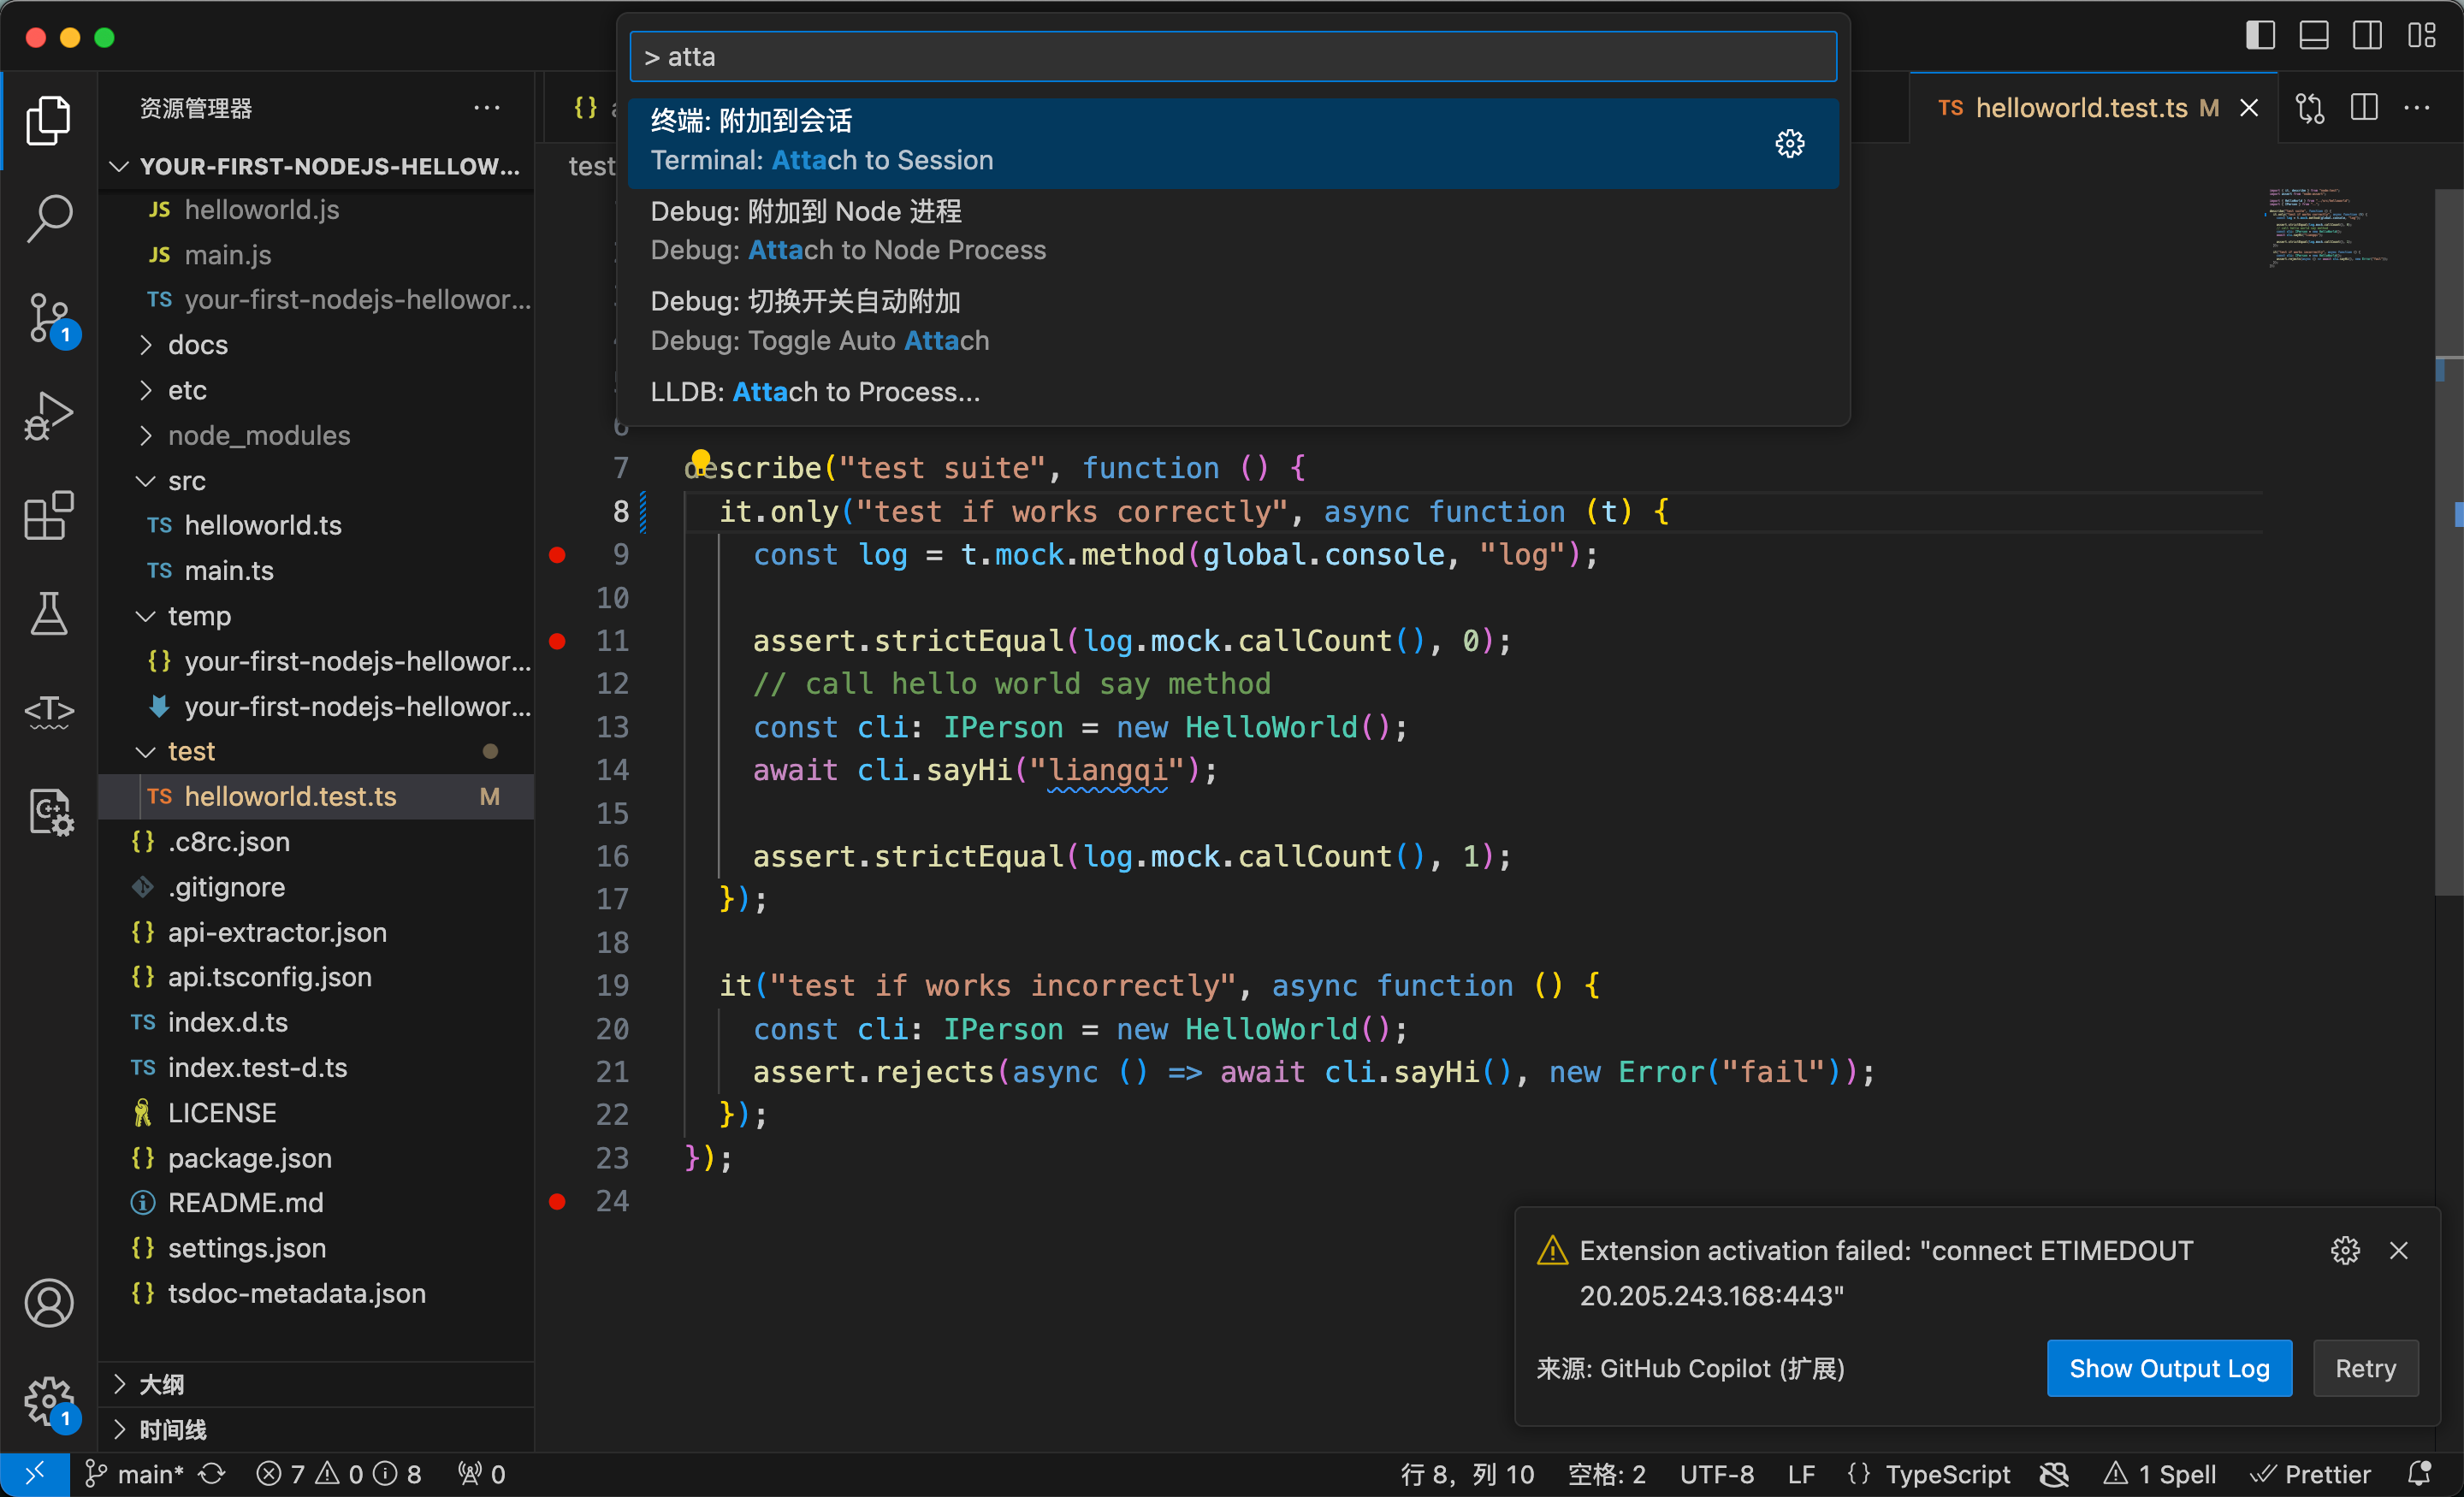 > atta
终端: 附加到会话
Terminal: Attach to Session
Debug: 附加到 Node 进程
Debug: Attach to Node Process
Debug: 切换开关自动附加
Debug: Toggle Auto Attach
LLDB: Attach to Process...
资源管理器
YOUR-FIRST-NODEJS-HELLOW...
JS helloworld.js
JS main.js
TS your-first-nodejs-hellowor...
docs
etc
node_modules
src
TS helloworld.ts
TS main.ts
temp
{} your-first-nodejs-hellowor...
your-first-nodejs-hellowor...
test
TS helloworld.test.ts M
{} .c8rc.json
.gitignore
{} api-extractor.json
{} api.tsconfig.json
TS index.d.ts
TS index.test-d.ts
LICENSE
{} package.json
README.md
{} settings.json
{} tsdoc-metadata.json
大纲
时间线
1
1
{} a
TS helloworld.test.ts M
test
6
7 describe("test suite", function () {
8 it.only("test if works correctly", async function (t) {
9 const log = t.mock.method(global.console, "log");
10
11 assert.strictEqual(log.mock.callCount(), 0);
12 // call hello world say method
13 const cli: IPerson = new HelloWorld();
14 await cli.sayHi("liangqi");
15
16 assert.strictEqual(log.mock.callCount(), 1);
17 });
18
19 it("test if works incorrectly", async function () {
20 const cli: IPerson = new HelloWorld();
21 assert.rejects(async () => await cli.sayHi(), new Error("fail"));
22 });
23 });
24
Extension activation failed: "connect ETIMEDOUT
20.205.243.168:443"
来源: GitHub Copilot (扩展)
Show Output Log
Retry
main* 7 0 8 0
行 8，列 10 空格: 2 UTF-8 LF {} TypeScript 1 Spell Prettier